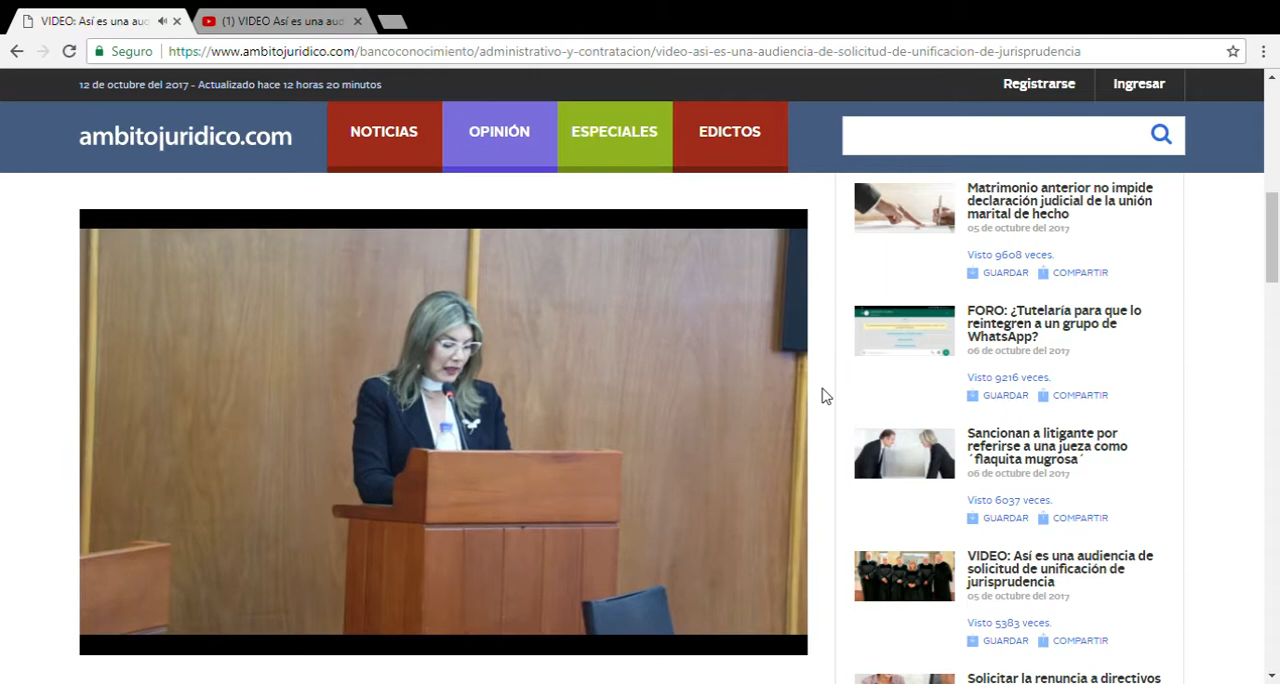 VIDEO: Así es una au
(1) VIDEO Así es una aud
Seguro
https://www.ambitojuridico.com/bancoconocimiento/administrativo-y-contratacion/video-asi-es-una-audiencia-de-solicitud-de-unificacion-de-jurisprudencia
12 de octubre del 2017 - Actualizado hace 12 horas 20 minutos
Registrarse
Ingresar
ambitojuridico.com
NOTICIAS
OPINIÓN
ESPECIALES
EDICTOS
Matrimonio anterior no impide
declaración judicial de la unión
marital de hecho
05 de octubre del 2017
Visto 9608 veces.
GUARDAR COMPARTIR
FORO: ¿Tutelaría para que lo
reintegren a un grupo de
WhatsApp?
06 de octubre del 2017
Visto 9216 veces.
GUARDAR COMPARTIR
Sancionan a litigante por
referirse a una jueza como
´flaquita mugrosa´
06 de octubre del 2017
Visto 6037 veces.
GUARDAR COMPARTIR
VIDEO: Así es una audiencia de
solicitud de unificación de
jurisprudencia
05 de octubre del 2017
Visto 5383 veces.
GUARDAR COMPARTIR
Solicitar la renuncia a directivos